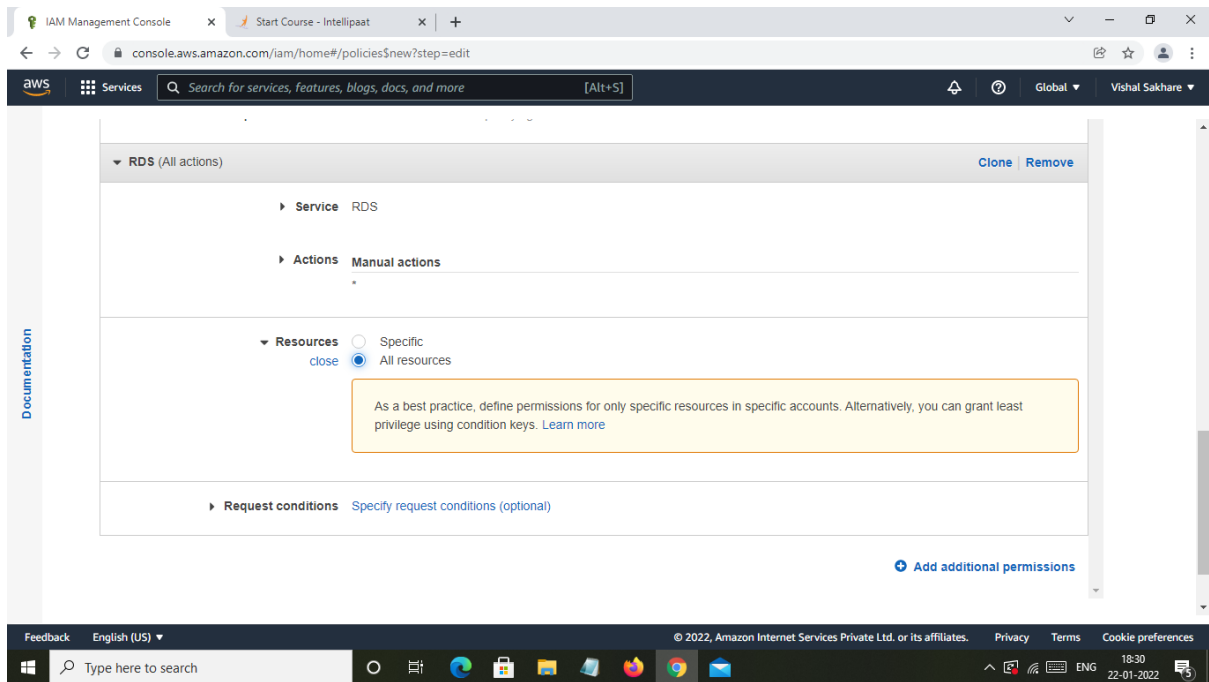 IAM Management Console
Start Course - Intellipaat
console.aws.amazon.com/iam/home#/policies$new?step=edit
aws Services Search for services, features, blogs, docs, and more [Alt+S] Global Vishal Sakhare
RDS (All actions) Clone Remove
Service RDS
Actions Manual actions
*
Resources Specific
close All resources
As a best practice, define permissions for only specific resources in specific accounts. Alternatively, you can grant least
privilege using condition keys. Learn more
Request conditions Specify request conditions (optional)
Add additional permissions
Documentation
Feedback English (US) © 2022, Amazon Internet Services Private Ltd. or its affiliates. Privacy Terms Cookie preferences
Type here to search ENG 18:30
22-01-2022 5